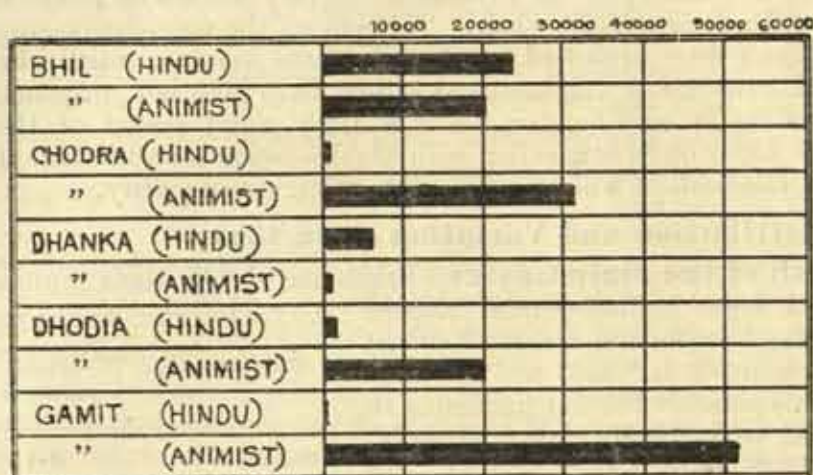 10000 20000 30000 40000 50000 60000
BHIL (HINDU)
" (ANIMIST)
CHODRA (HINDU)
" (ANIMIST)
DHANKA (HINDU)
" (ANIMIST)
DHODIA (HINDU)
" (ANIMIST)
GAMIT (HINDU)
" (ANIMIST)